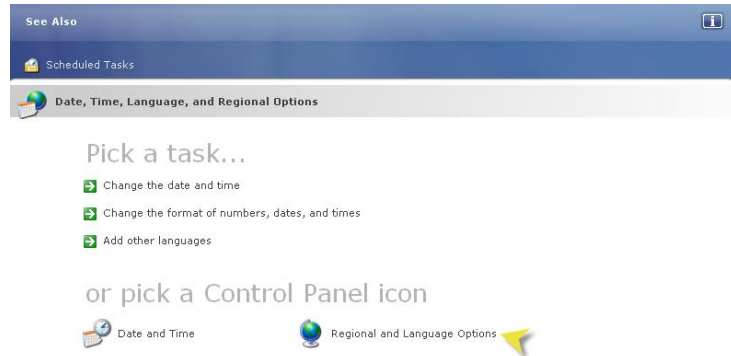 See Also
Scheduled Tasks
Date, Time, Language, and Regional Options
Pick a task...
Change the date and time
Change the format of numbers, dates, and times
Add other languages
or pick a Control Panel icon
Date and Time Regional and Language Options